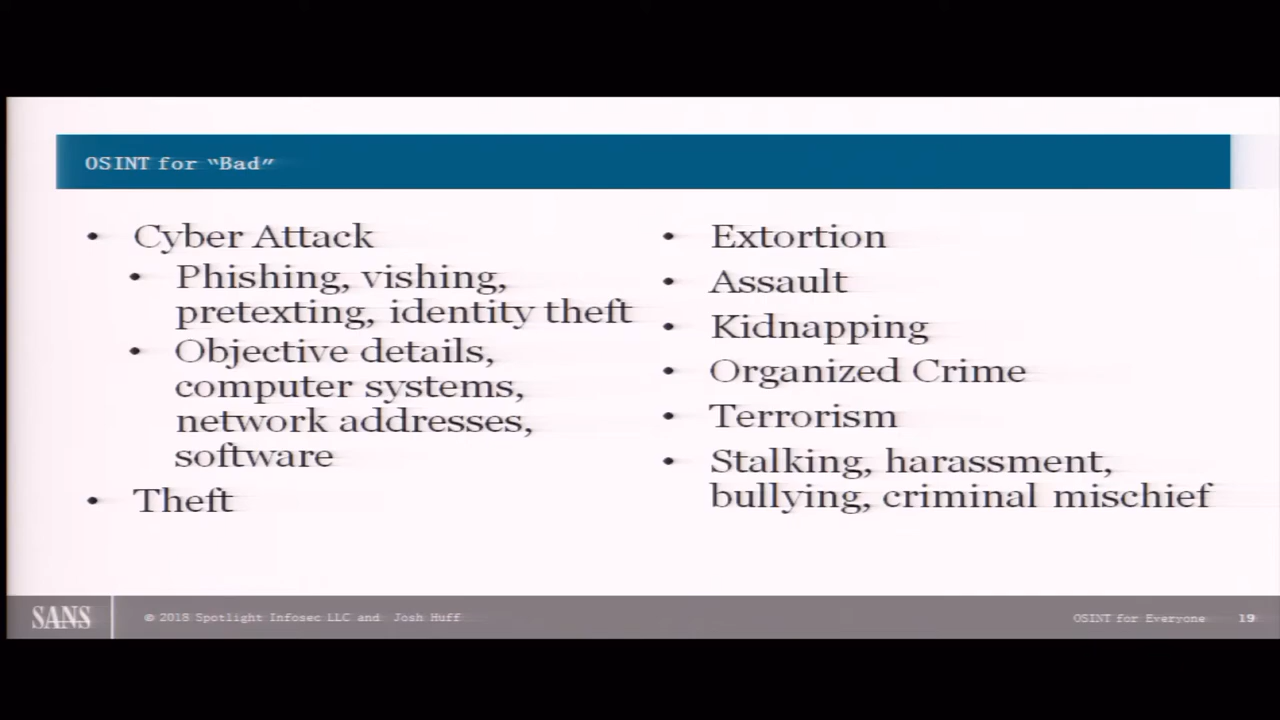 OSINT for “Bad”
• Cyber Attack
• Phishing, vishing,
pretexting, identity theft
• Objective details,
computer systems,
network addresses,
software
• Theft
• Extortion
• Assault
• Kidnapping
• Organized Crime
• Terrorism
• Stalking, harassment,
bullying, criminal mischief
SANS
© 2018 Spotlight Infosec LLC and Josh Huff
OSINT for Everyone 19